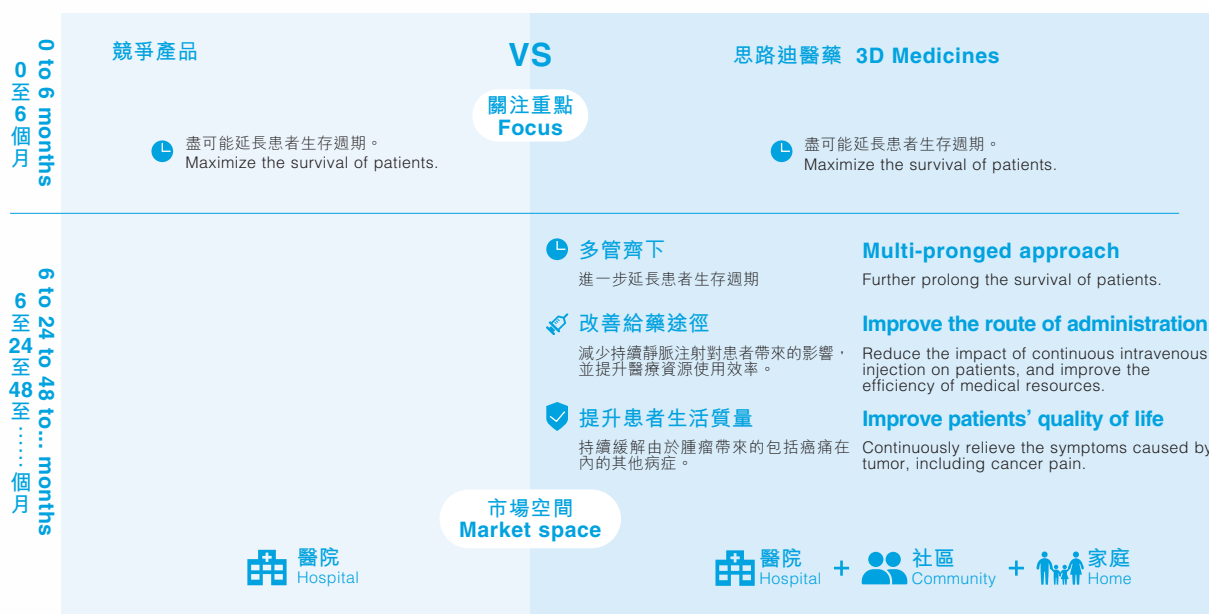 0 至 6 個 月
0 to 6 months
競爭產品
VS
思路迪醫藥 3D Medicines
關注重點
Focus
盡可能延長患者生存週期。
Maximize the survival of patients.
盡可能延長患者生存週期。
Maximize the survival of patients.
6 至 24 至 48 至 …… 個 月
6 to 24 to 48 to... months
多管齊下
進一步延長患者生存週期
Multi-pronged approach
Further prolong the survival of patients.
改善給藥途徑
減少持續靜脈注射對患者帶來的影響，
並提升醫療資源使用效率。
Improve the route of administration
Reduce the impact of continuous intravenous
injection on patients, and improve the
efficiency of medical resources.
提升患者生活質量
持續緩解由於腫瘤帶來的包括癌痛在
內的其他病症。
Improve patients’ quality of life
Continuously relieve the symptoms caused by
tumor, including cancer pain.
市場空間
Market space
醫院
Hospital
醫院
Hospital
+
社區
Community
+
家庭
Home